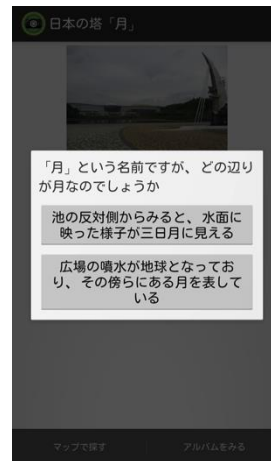 日本の塔「月」
「月」という名前ですが、どの辺り
が月なのでしょうか
池の反対側からみると、水面に
映った様子が三日月に見える
広場の噴水が地球となってお
り、その傍らにある月を表して
いる
マップで探す
アルバムをみる